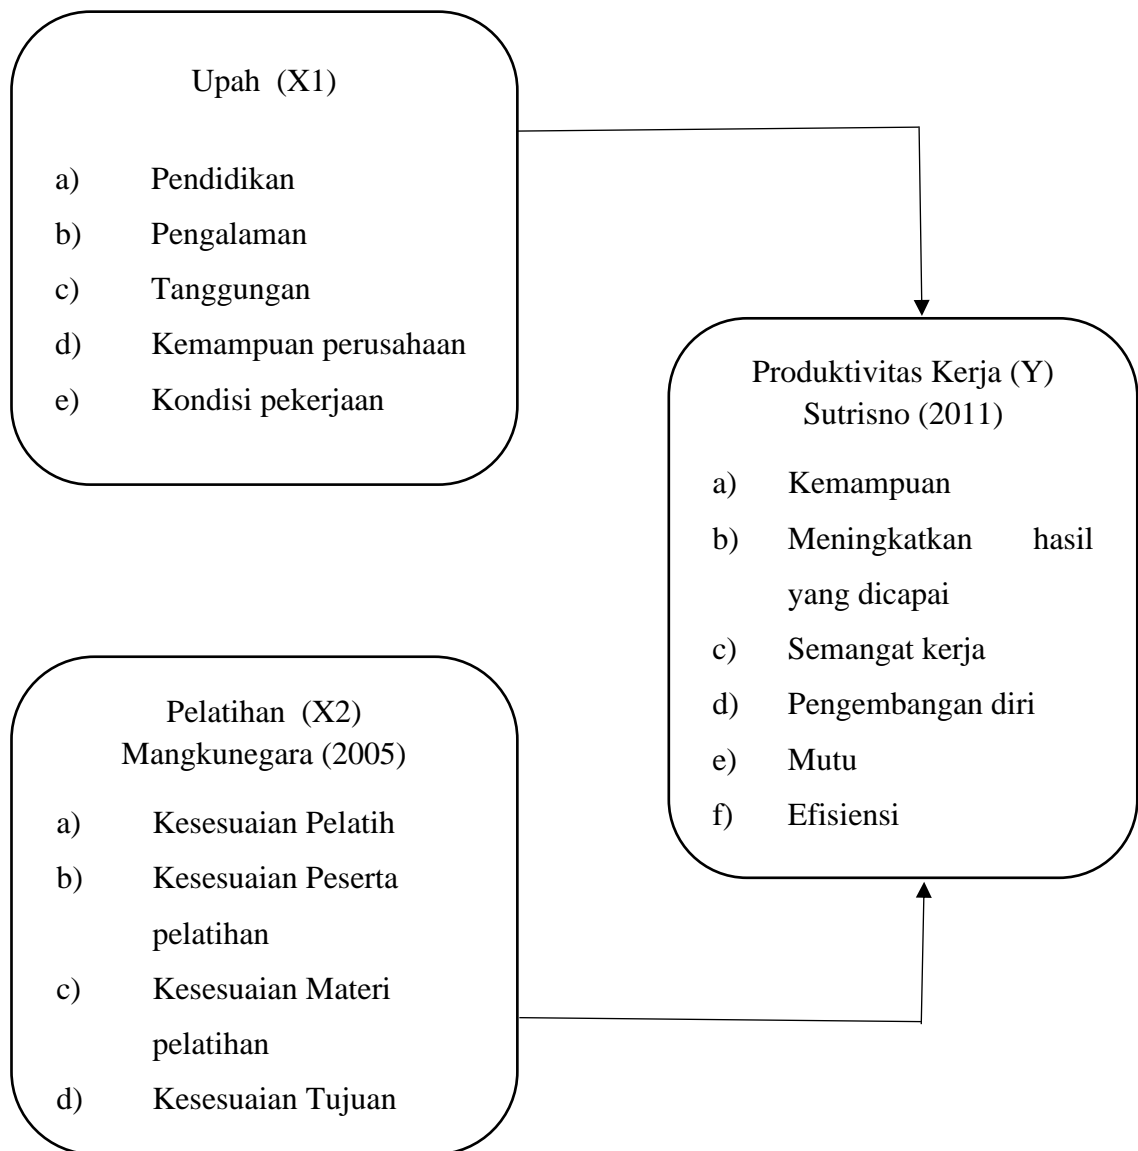 Upah (X1)
a) Pendidikan
b) Pengalaman
c) Tanggungan
d) Kemampuan perusahaan
e) Kondisi pekerjaan
Produktivitas Kerja (Y)
Sutrisno (2011)
a) Kemampuan
b) Meningkatkan hasil
yang dicapai
c) Semangat kerja
d) Pengembangan diri
e) Mutu
f) Efisiensi
Pelatihan (X2)
Mangkunegara (2005)
a) Kesesuaian Pelatih
b) Kesesuaian Peserta
pelatihan
c) Kesesuaian Materi
pelatihan
d) Kesesuaian Tujuan